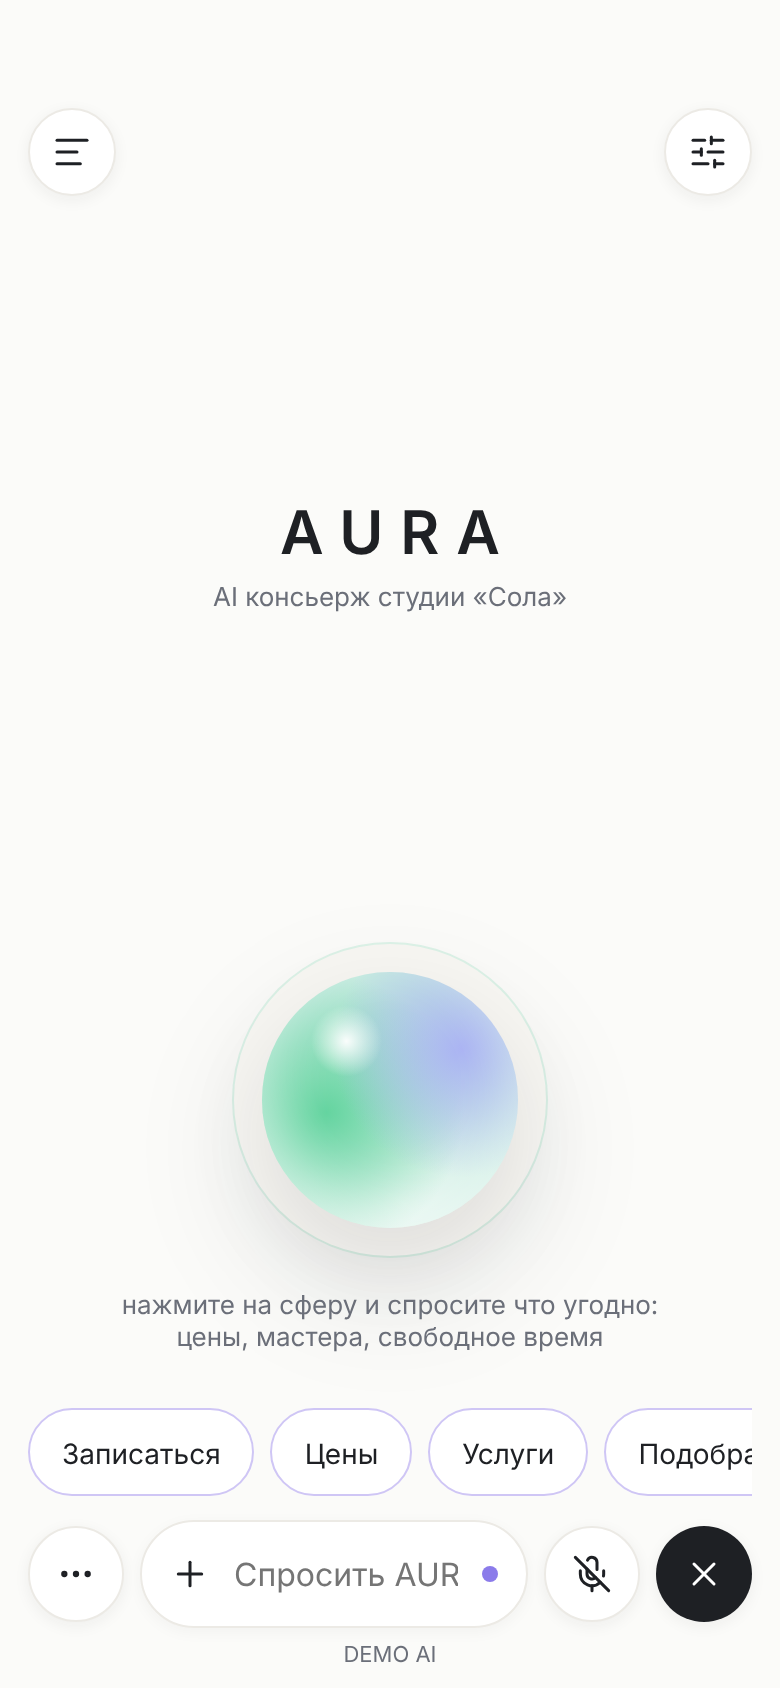 AURA
AI консьерж студии «Сола»
нажмите на сферу и спросите что угодно:
цены, мастера, свободное время
Записаться Цены Услуги Подобра
Спросить AUR
DEMO AI